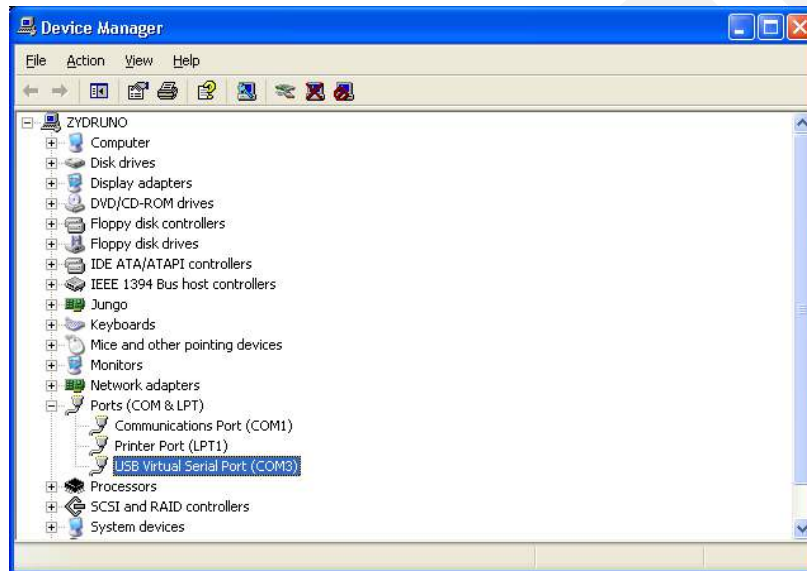 Device Manager
File Action View Help
ZYDRUNO
Computer
Disk drives
Display adapters
DVD/CD-ROM drives
Floppy disk controllers
Floppy disk drives
IDE ATA/ATAPI controllers
IEEE 1394 Bus host controllers
Jungo
Keyboards
Mice and other pointing devices
Monitors
Network adapters
Ports (COM & LPT)
Communications Port (COM1)
Printer Port (LPT1)
USB Virtual Serial Port (COM3)
Processors
SCSI and RAID controllers
System devices